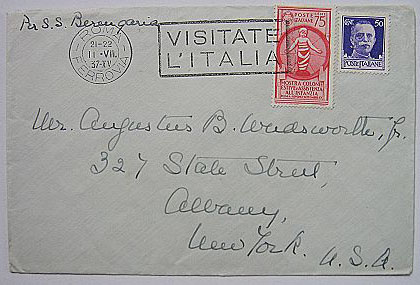 Per S.S. Berengaria
ROMA
21-22
11·VII
37·XV
FERROVIA
VISITATE
L'ITALIA
POSTE
ITALIANE
75
MOSTRA COLONIE
ESTIVE e ASSISTENZA
ALL'INFANZIA
50
POSTE ITALIANE
Mr. Augustus B. Wadsworth, Jr.
327 State Street,
Albany,
New York.
U.S.A.